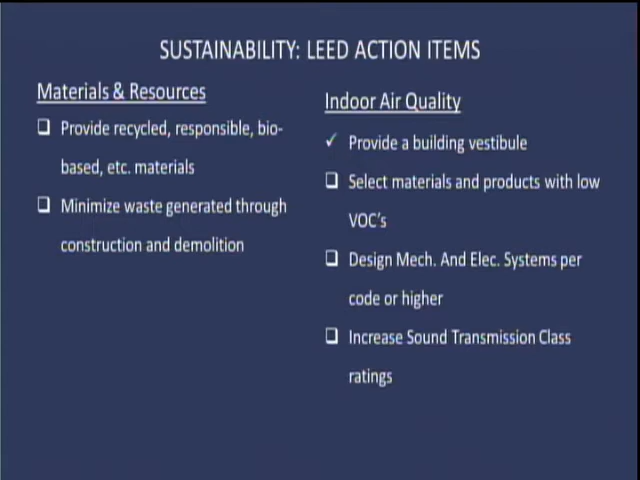 SUSTAINABILITY: LEED ACTION ITEMS
Materials & Resources
❑ Provide recycled, responsible, bio-
based, etc. materials
❑ Minimize waste generated through
construction and demolition
Indoor Air Quality
✓ Provide a building vestibule
❑ Select materials and products with low
VOC's
❑ Design Mech. And Elec. Systems per
code or higher
❑ Increase Sound Transmission Class
ratings